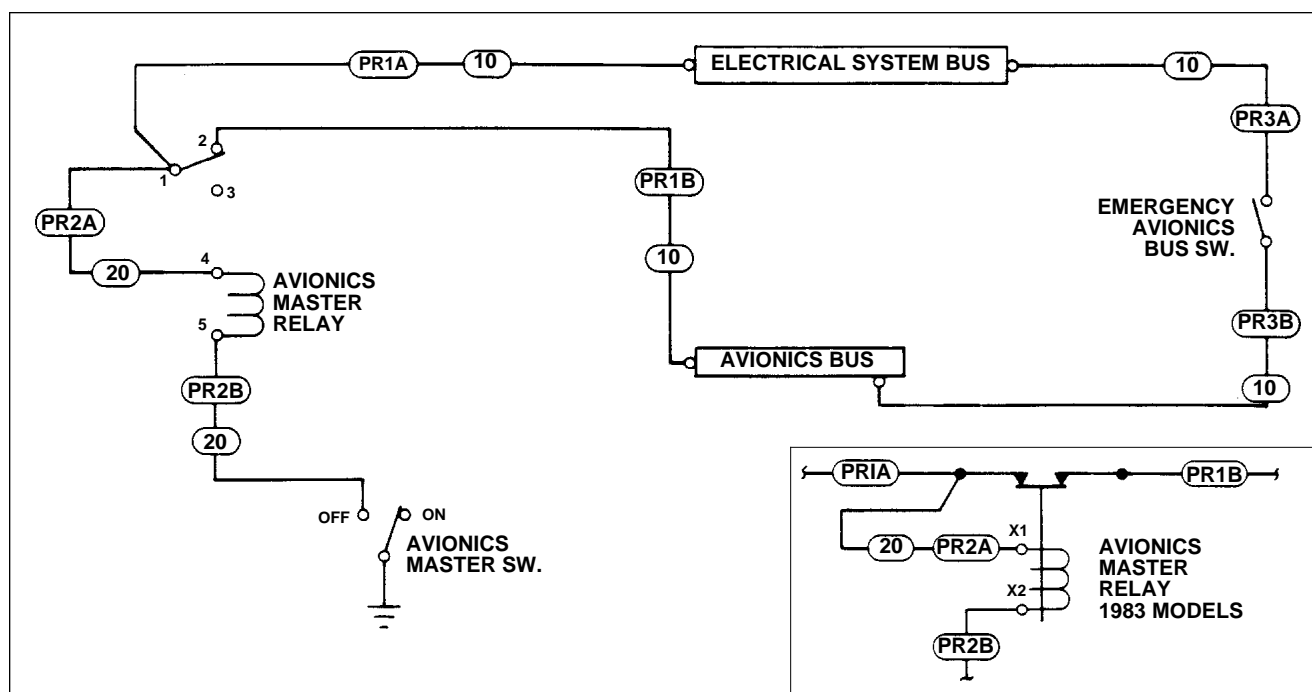 PR1A
10
ELECTRICAL SYSTEM BUS
10
PR3A
2
1
3
PR2A
PR1B
EMERGENCY
AVIONICS
BUS SW.
10
20
4
AVIONICS
MASTER
RELAY
5
PR3B
AVIONICS BUS
PR2B
10
20
OFF
ON
AVIONICS
MASTER SW.
PRIA
PR1B
20
PR2A
X1
X2
AVIONICS
MASTER
RELAY
1983 MODELS
PR2B